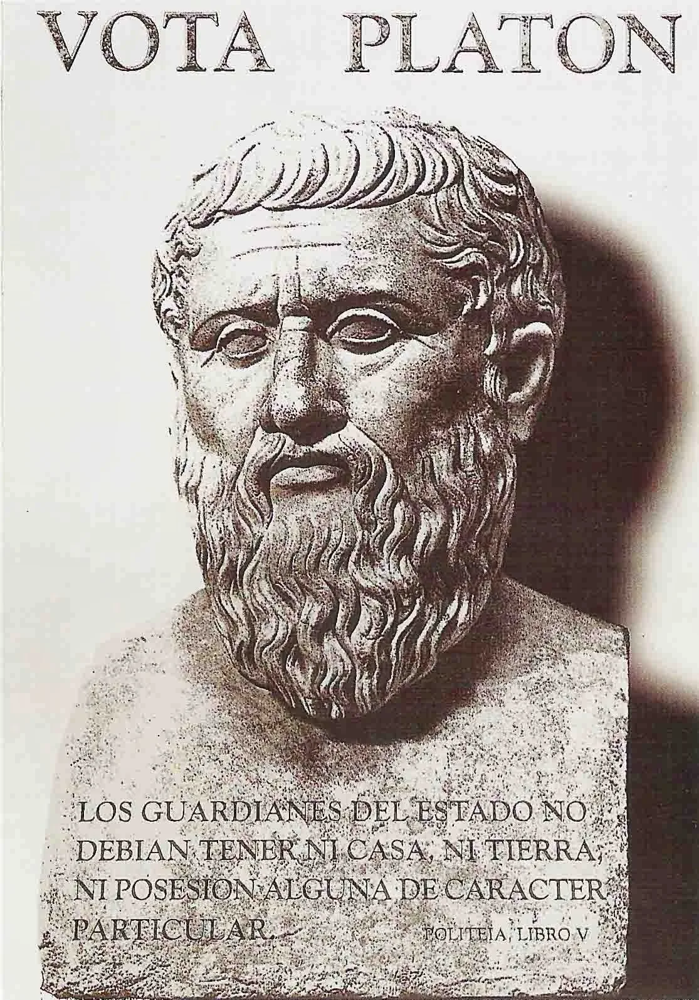 VOTA PLATON
LOS GUARDIANES DEL ESTADO NO
DEBIAN TENER NI CASA, NI TIERRA,
NI POSESION ALGUNA DE CARACTER
PARTICULAR.
POLITEIA, LIBRO V